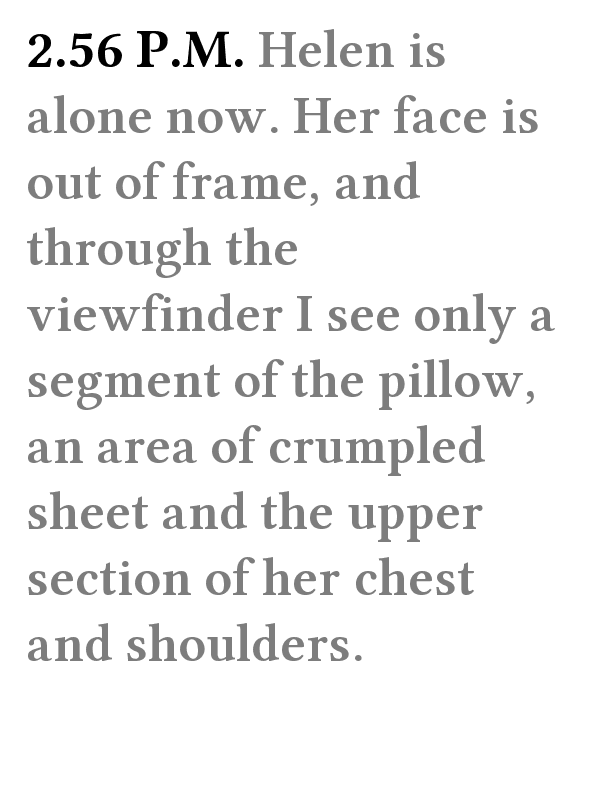 2.56 P.M. Helen is
alone now. Her face is
out of frame, and
through the
viewfinder I see only a
segment of the pillow,
an area of crumpled
sheet and the upper
section of her chest
and shoulders.